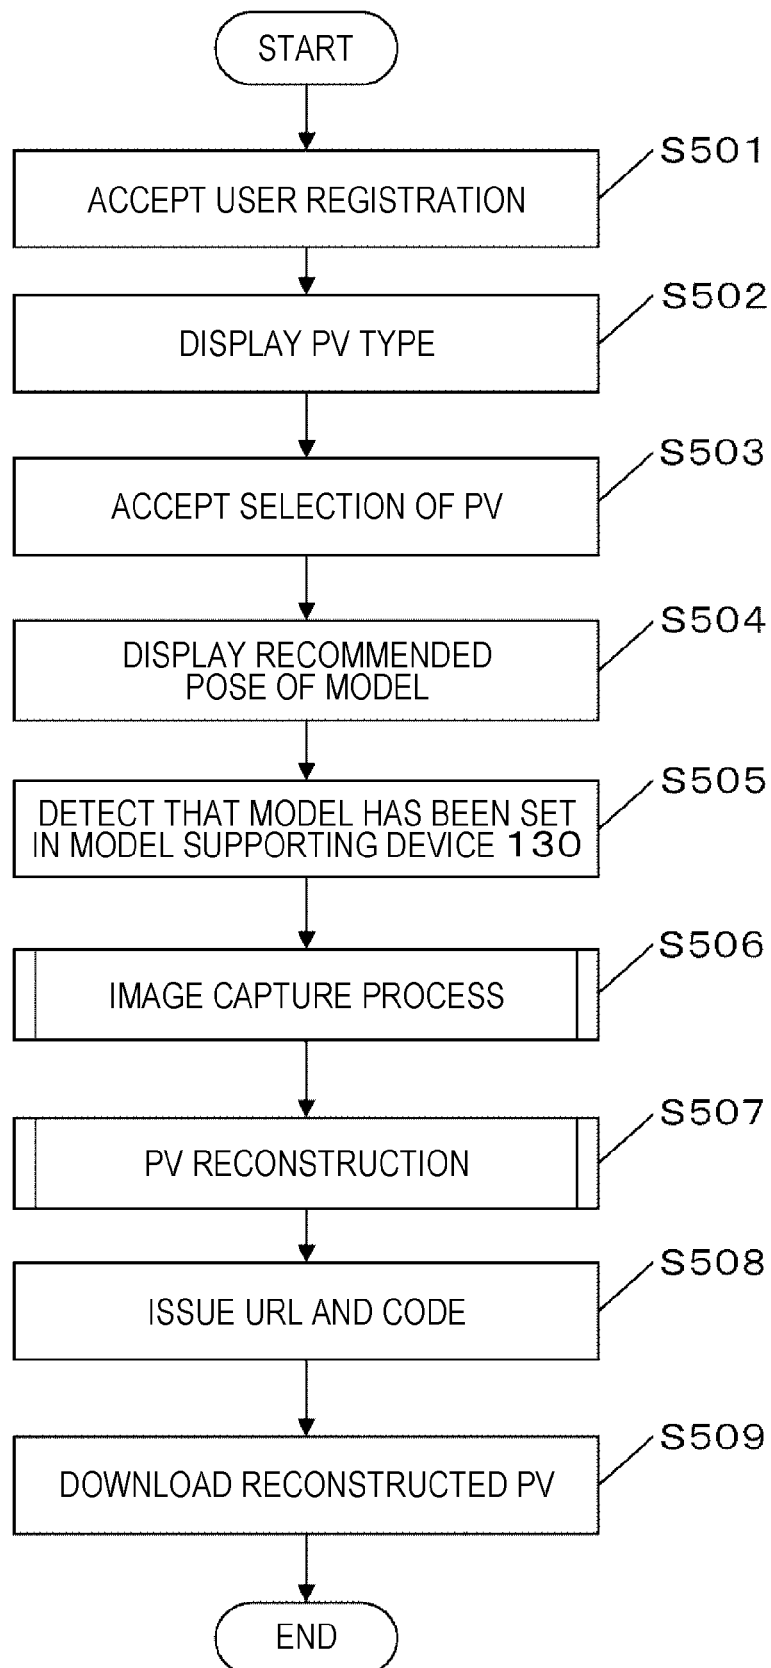 START
S501
ACCEPT USER REGISTRATION
S502
DISPLAY PV TYPE
S503
ACCEPT SELECTION OF PV
S504
DISPLAY RECOMMENDED
POSE OF MODEL
S505
DETECT THAT MODEL HAS BEEN SET
IN MODEL SUPPORTING DEVICE 130
S506
IMAGE CAPTURE PROCESS
S507
PV RECONSTRUCTION
S508
ISSUE URL AND CODE
S509
DOWNLOAD RECONSTRUCTED PV
END